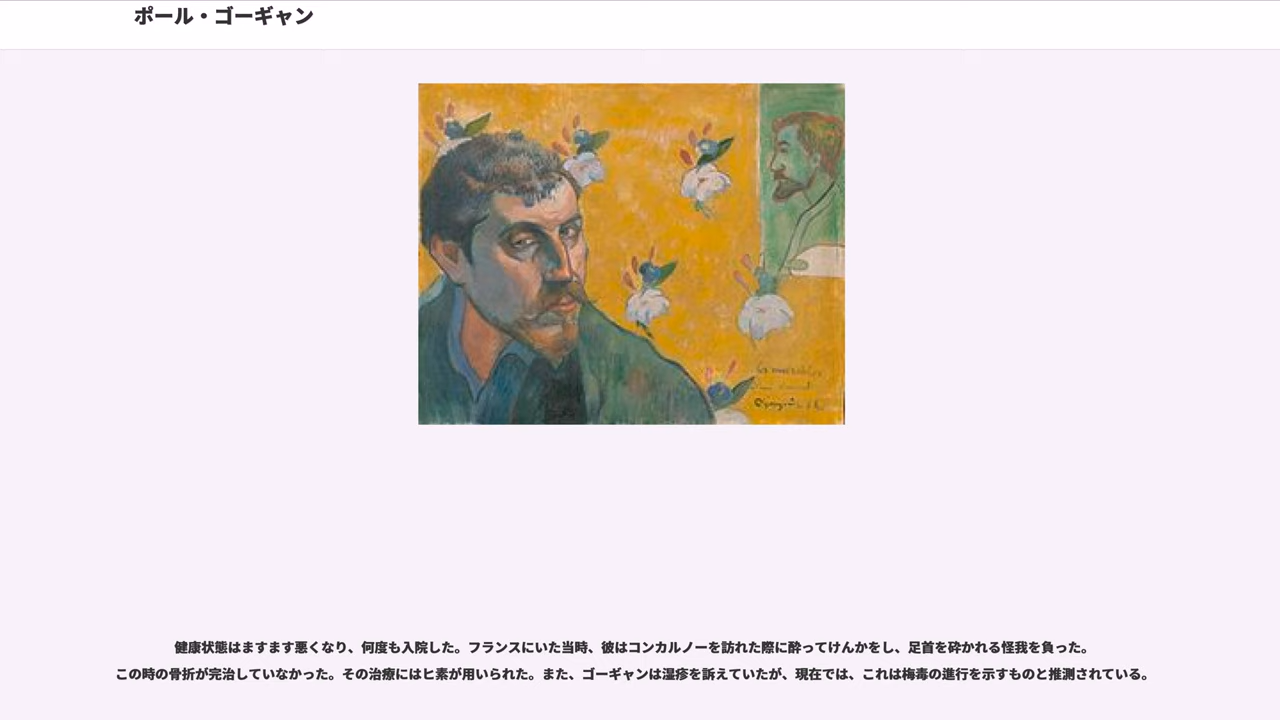 ポール・ゴーギャン
健康状態はますます悪くなり、何度も入院した。フランスにいた当時、彼はコンカルノーを訪れた際に酔ってけんかをし、足首を砕かれる怪我を負った。
この時の骨折が完治していなかった。その治療にはヒ素が用いられた。また、ゴーギャンは湿疹を訴えていたが、現在では、これは梅毒の進行を示すものと推測されている。